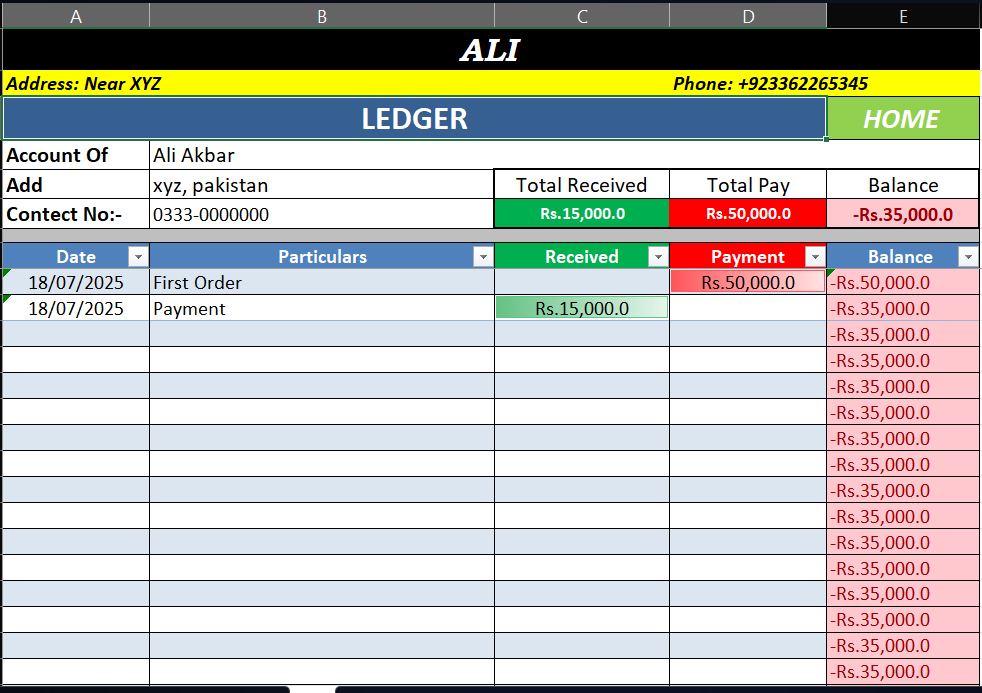 A B C D E
ALI
Address: Near XYZ Phone: +923362265345
LEDGER HOME
Account Of Ali Akbar
Add xyz, pakistan Total Received Total Pay Balance
Contect No:- 0333-0000000 Rs.15,000.0 Rs.50,000.0 -Rs.35,000.0
Date Particulars Received Payment Balance
18/07/2025 First Order Rs.50,000.0 -Rs.50,000.0
18/07/2025 Payment Rs.15,000.0 -Rs.35,000.0
-Rs.35,000.0
-Rs.35,000.0
-Rs.35,000.0
-Rs.35,000.0
-Rs.35,000.0
-Rs.35,000.0
-Rs.35,000.0
-Rs.35,000.0
-Rs.35,000.0
-Rs.35,000.0
-Rs.35,000.0
-Rs.35,000.0
-Rs.35,000.0
-Rs.35,000.0